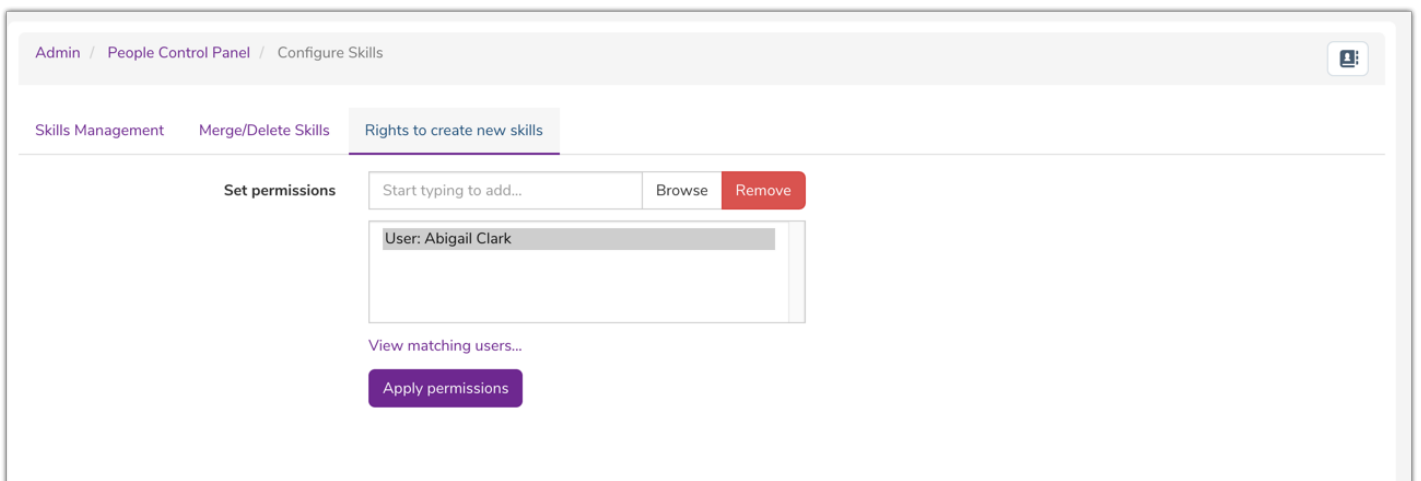 Admin / People Control Panel / Configure Skills
Skills Management Merge/Delete Skills Rights to create new skills
Set permissions Start typing to add... Browse Remove
User: Abigail Clark
View matching users...
Apply permissions